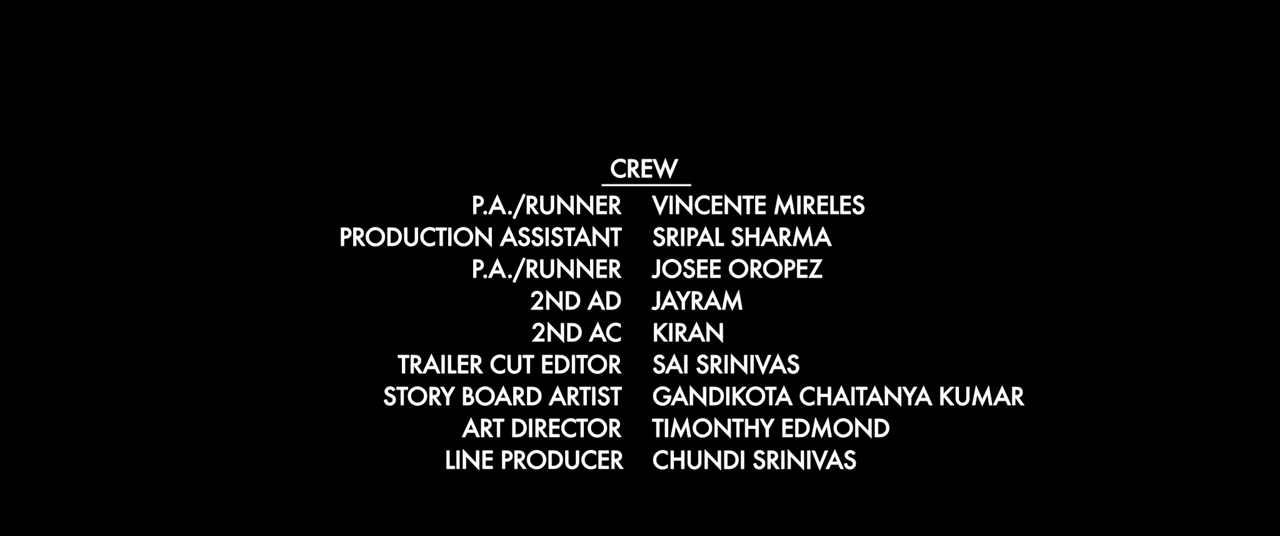 CREW
P.A./RUNNER VINCENTE MIRELES
PRODUCTION ASSISTANT SRIPAL SHARMA
P.A./RUNNER JOSEE OROPEZ
2ND AD JAYRAM
2ND AC KIRAN
TRAILER CUT EDITOR SAI SRINIVAS
STORY BOARD ARTIST GANDIKOTA CHAITANYA KUMAR
ART DIRECTOR TIMONTHY EDMOND
LINE PRODUCER CHUNDI SRINIVAS